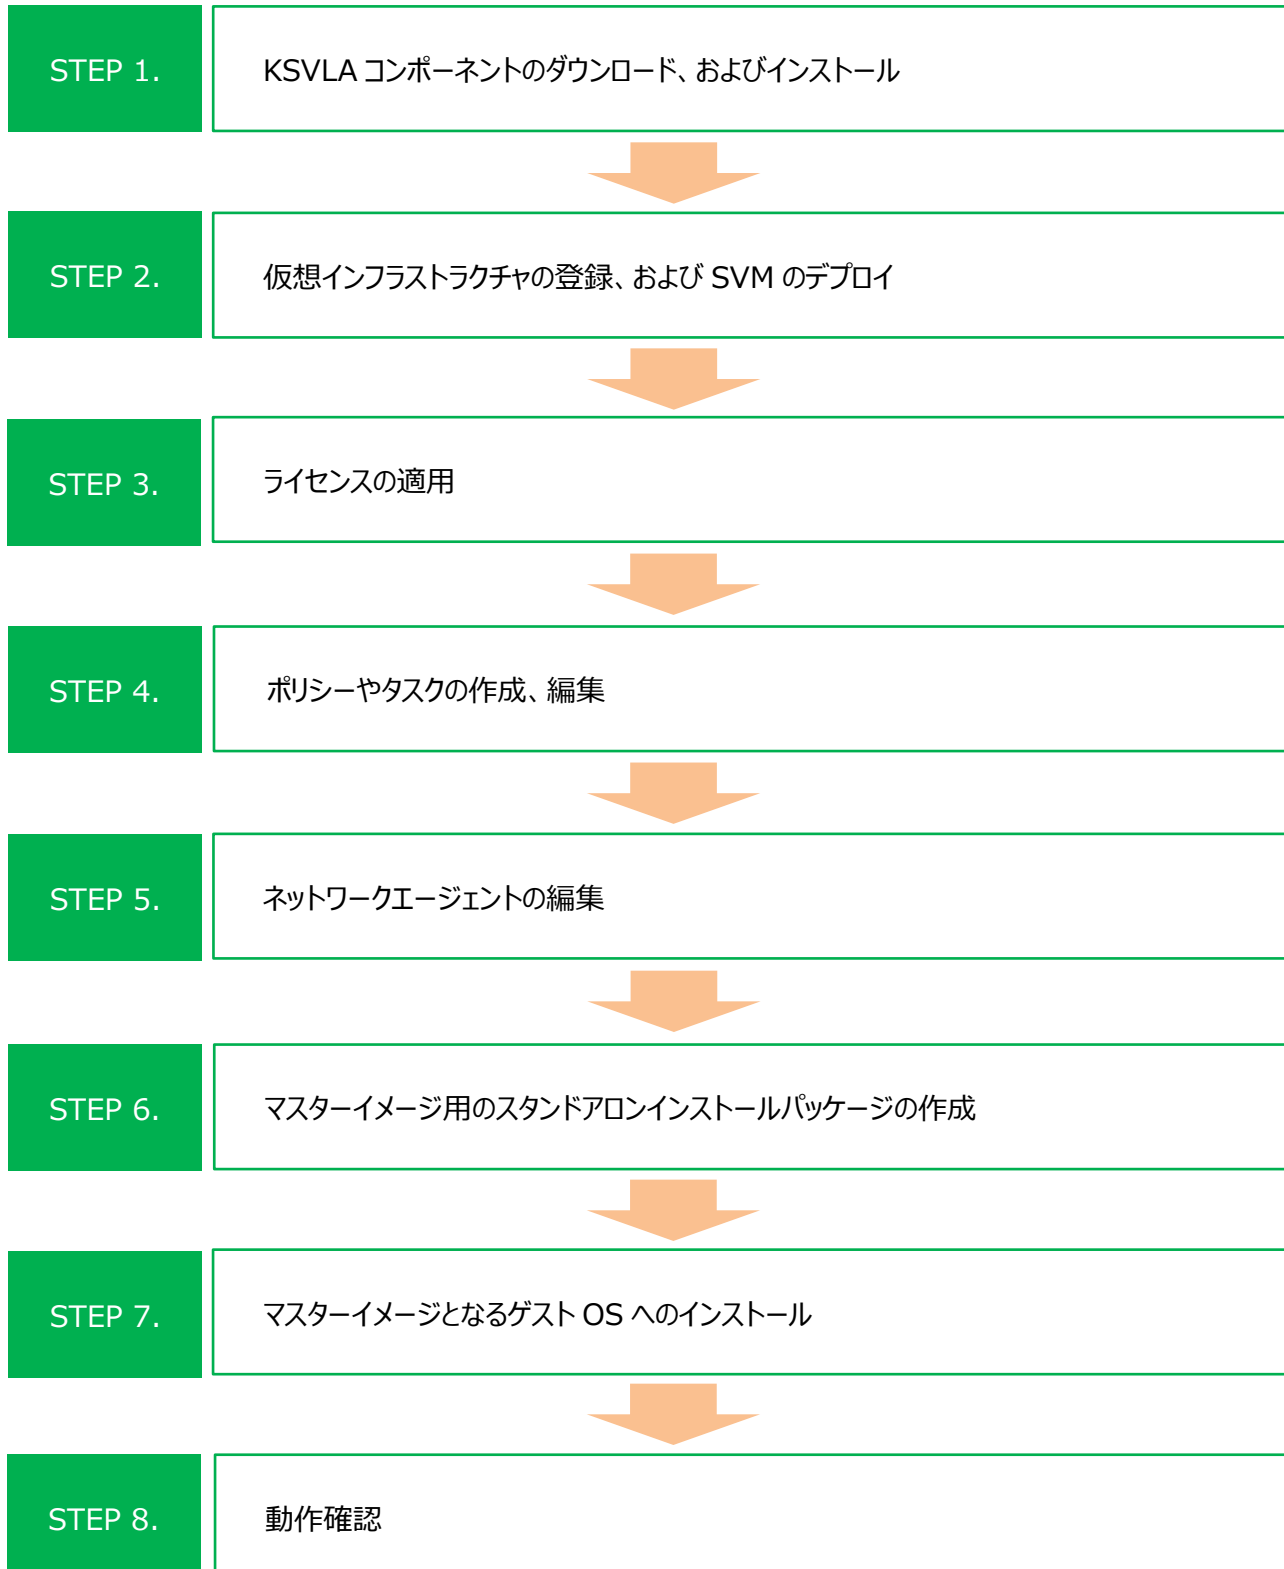 STEP 1.
KSVLA コンポーネントのダウンロード、およびインストール
STEP 2.
仮想インフラストラクチャの登録、および SVM のデプロイ
STEP 3.
ライセンスの適用
STEP 4.
ポリシーやタスクの作成、編集
STEP 5.
ネットワークエージェントの編集
STEP 6.
マスターイメージ用のスタンドアロンインストールパッケージの作成
STEP 7.
マスターイメージとなるゲスト OS へのインストール
STEP 8.
動作確認